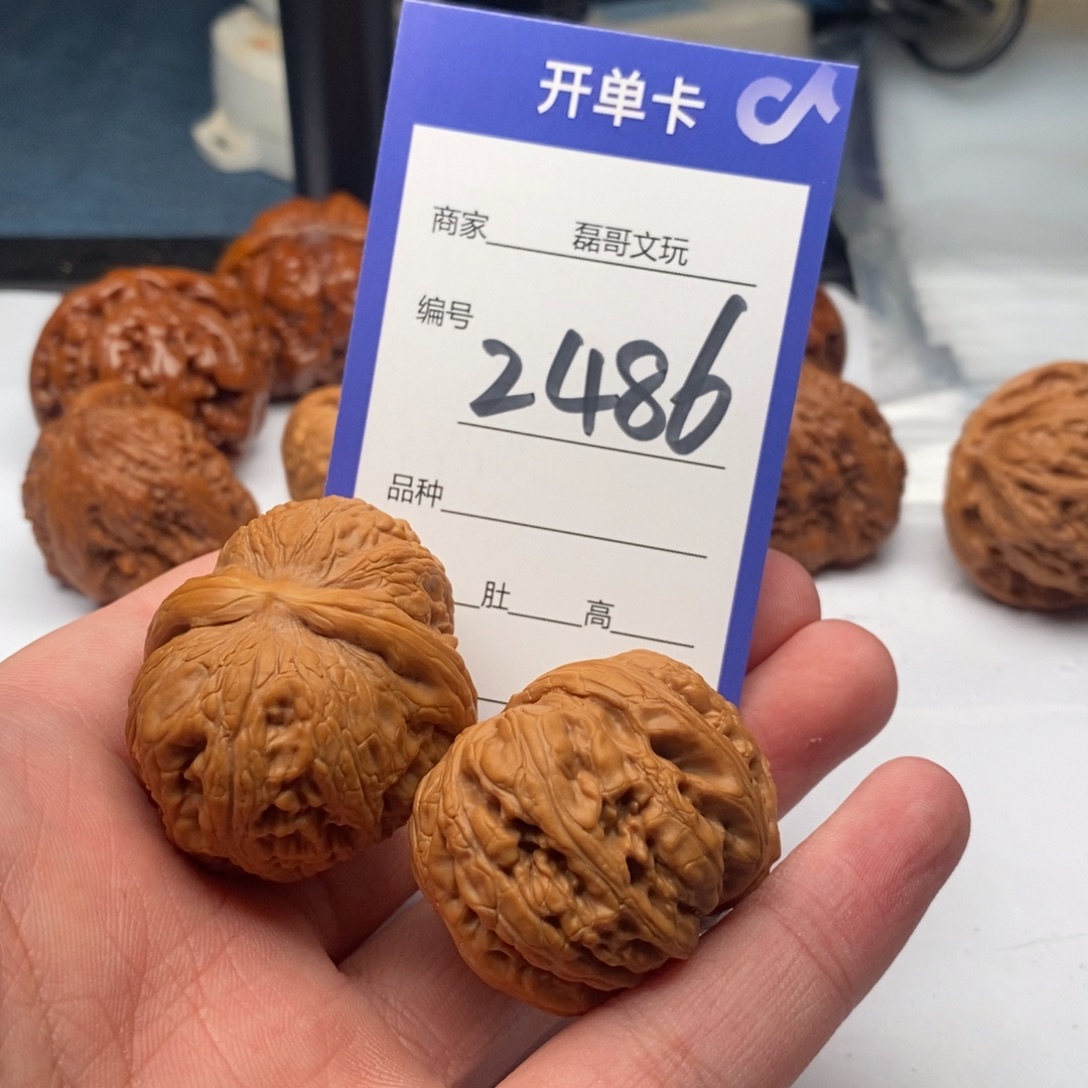 开单卡
商家 磊哥文玩
编号 2486
品种
肚 高